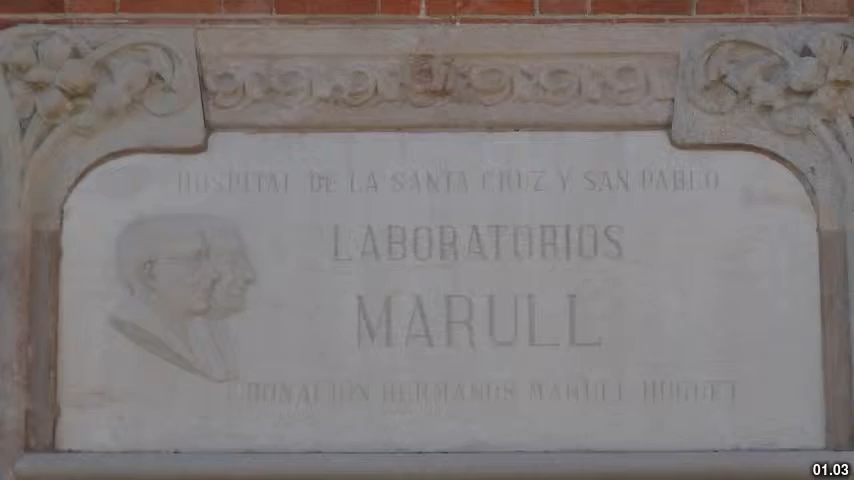 HOSPITAL DE LA SANTA CRUZ Y SAN PABLO
LABORATORIOS
MARULL
DONACION HERMANOS MARULL HUGUET
01.03